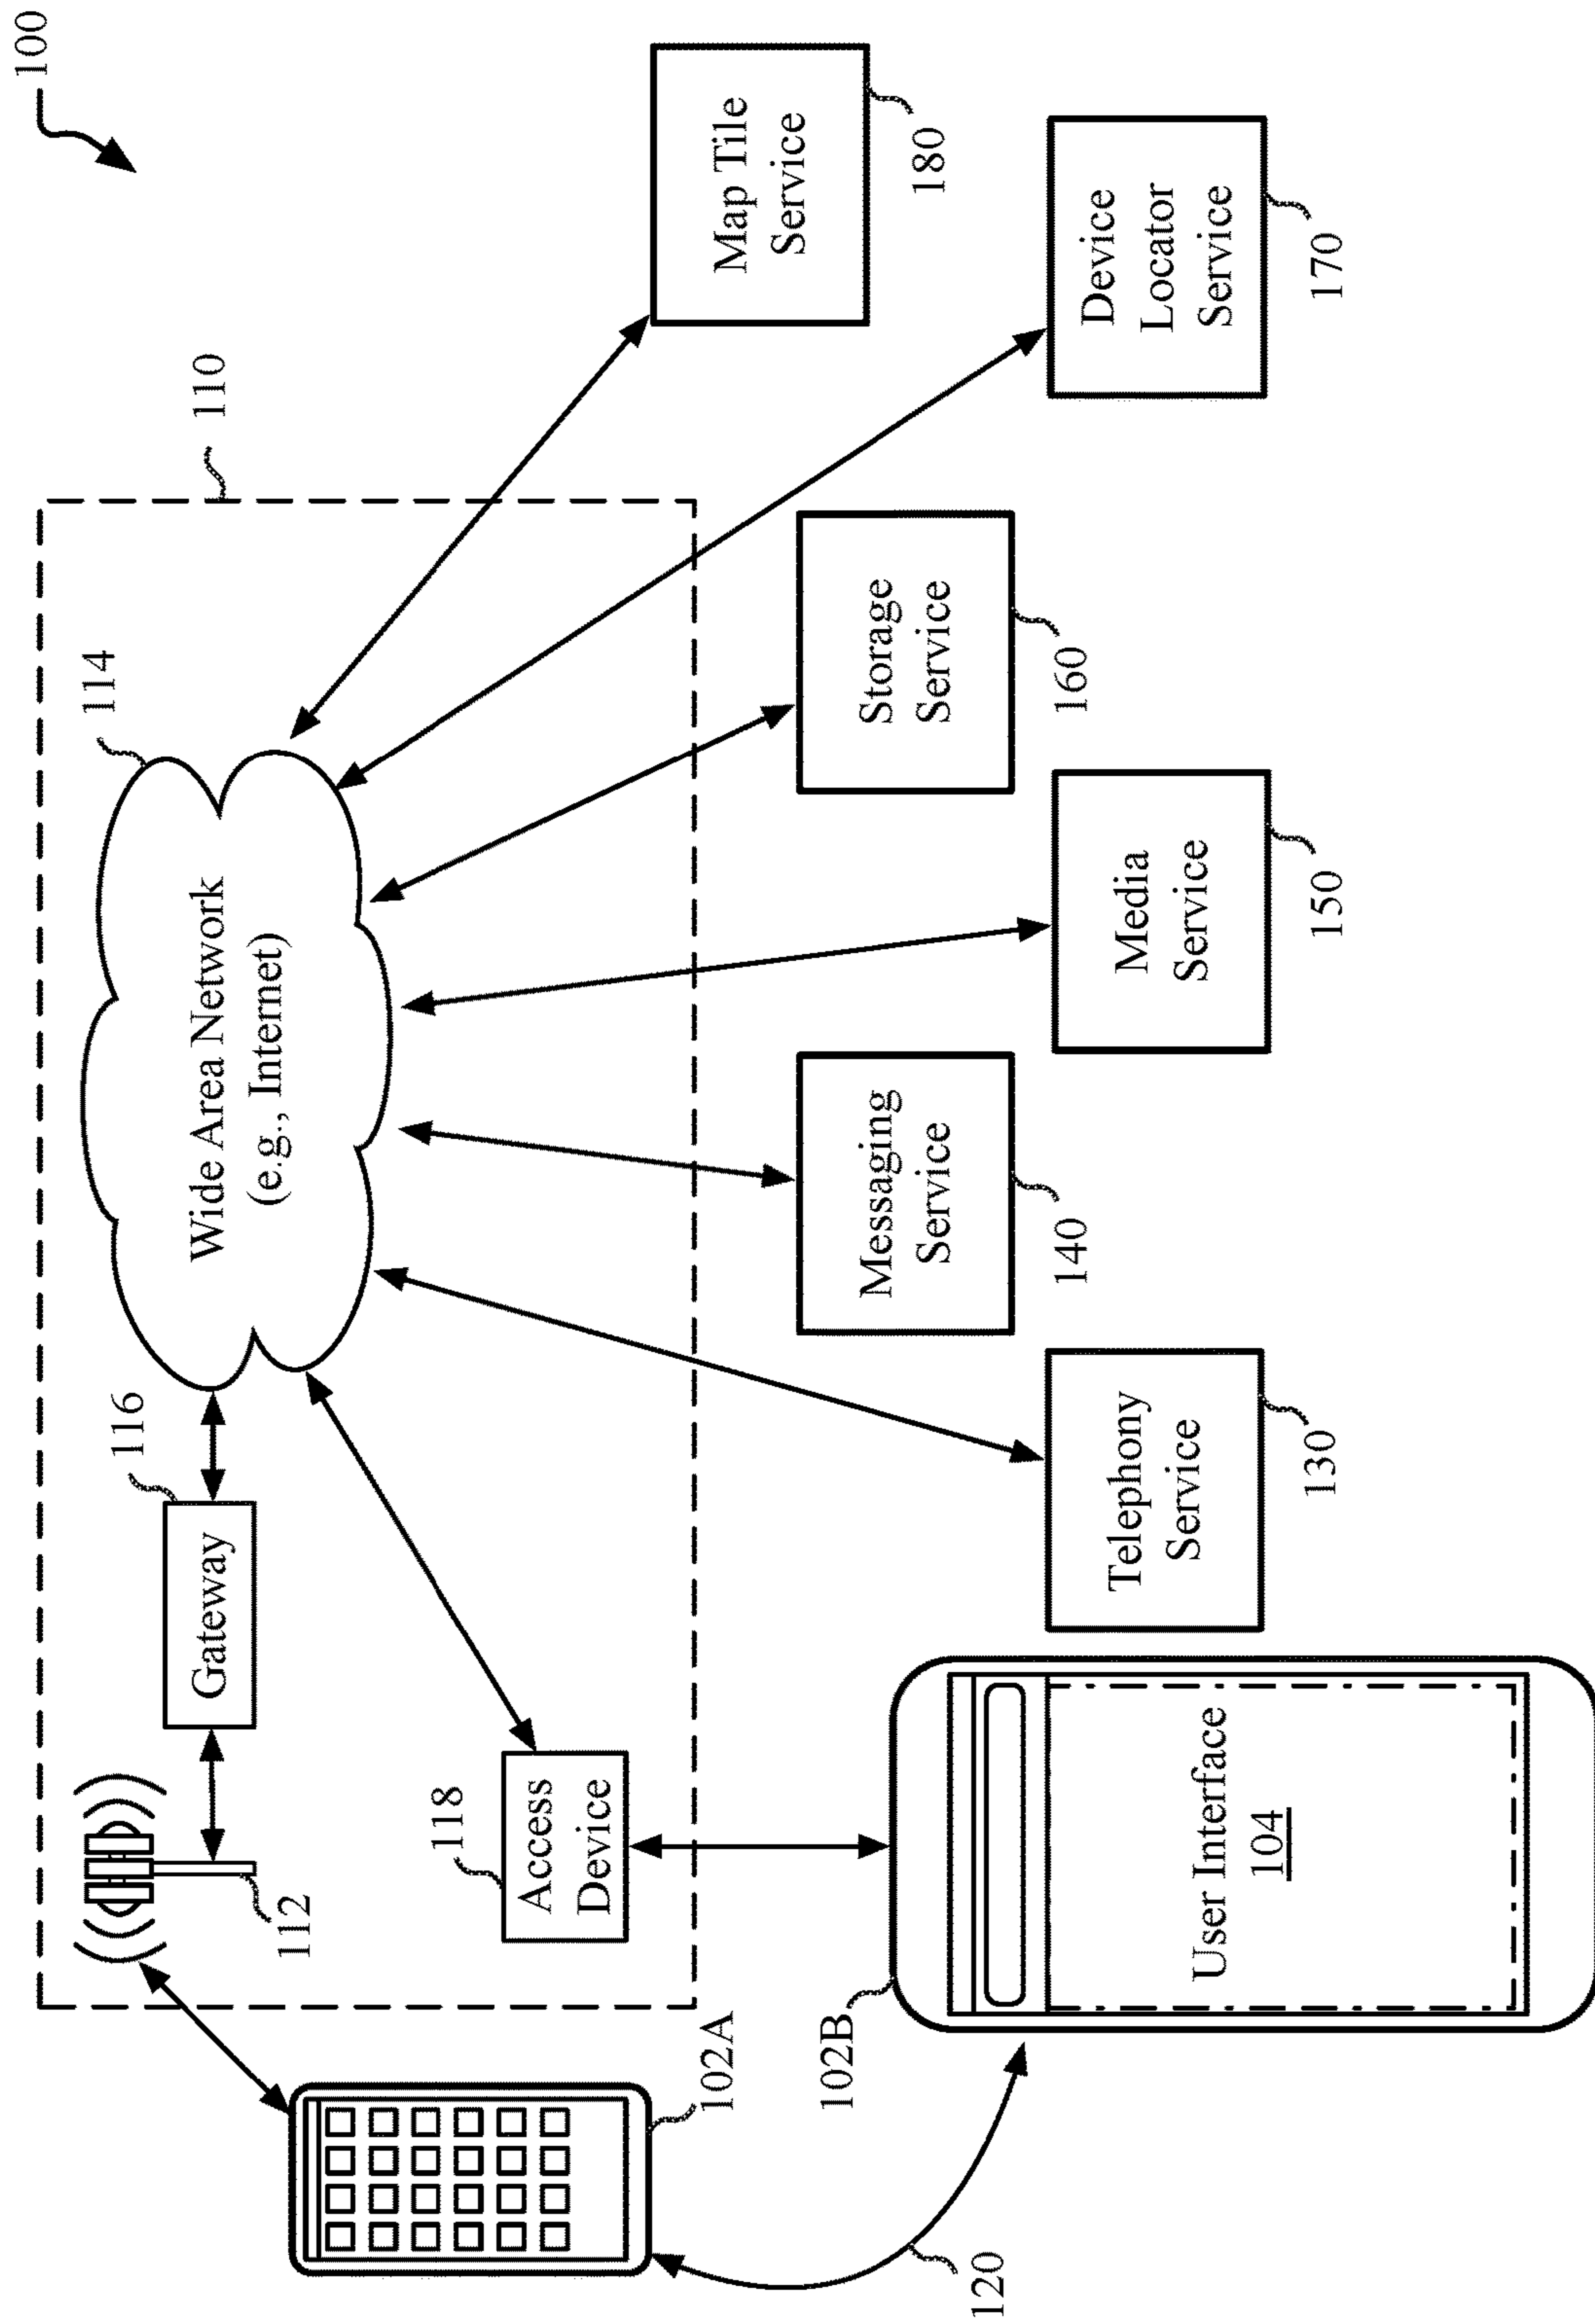 100
110
114
116
112
118
Wide Area Network
(e.g., Internet)
Gateway
Access
Device
102A
102B
120
User Interface
104
Telephony
Service
130
Messaging
Service
140
Media
Service
150
Storage
Service
160
Device
Locator
Service
170
Map Tile
Service
180